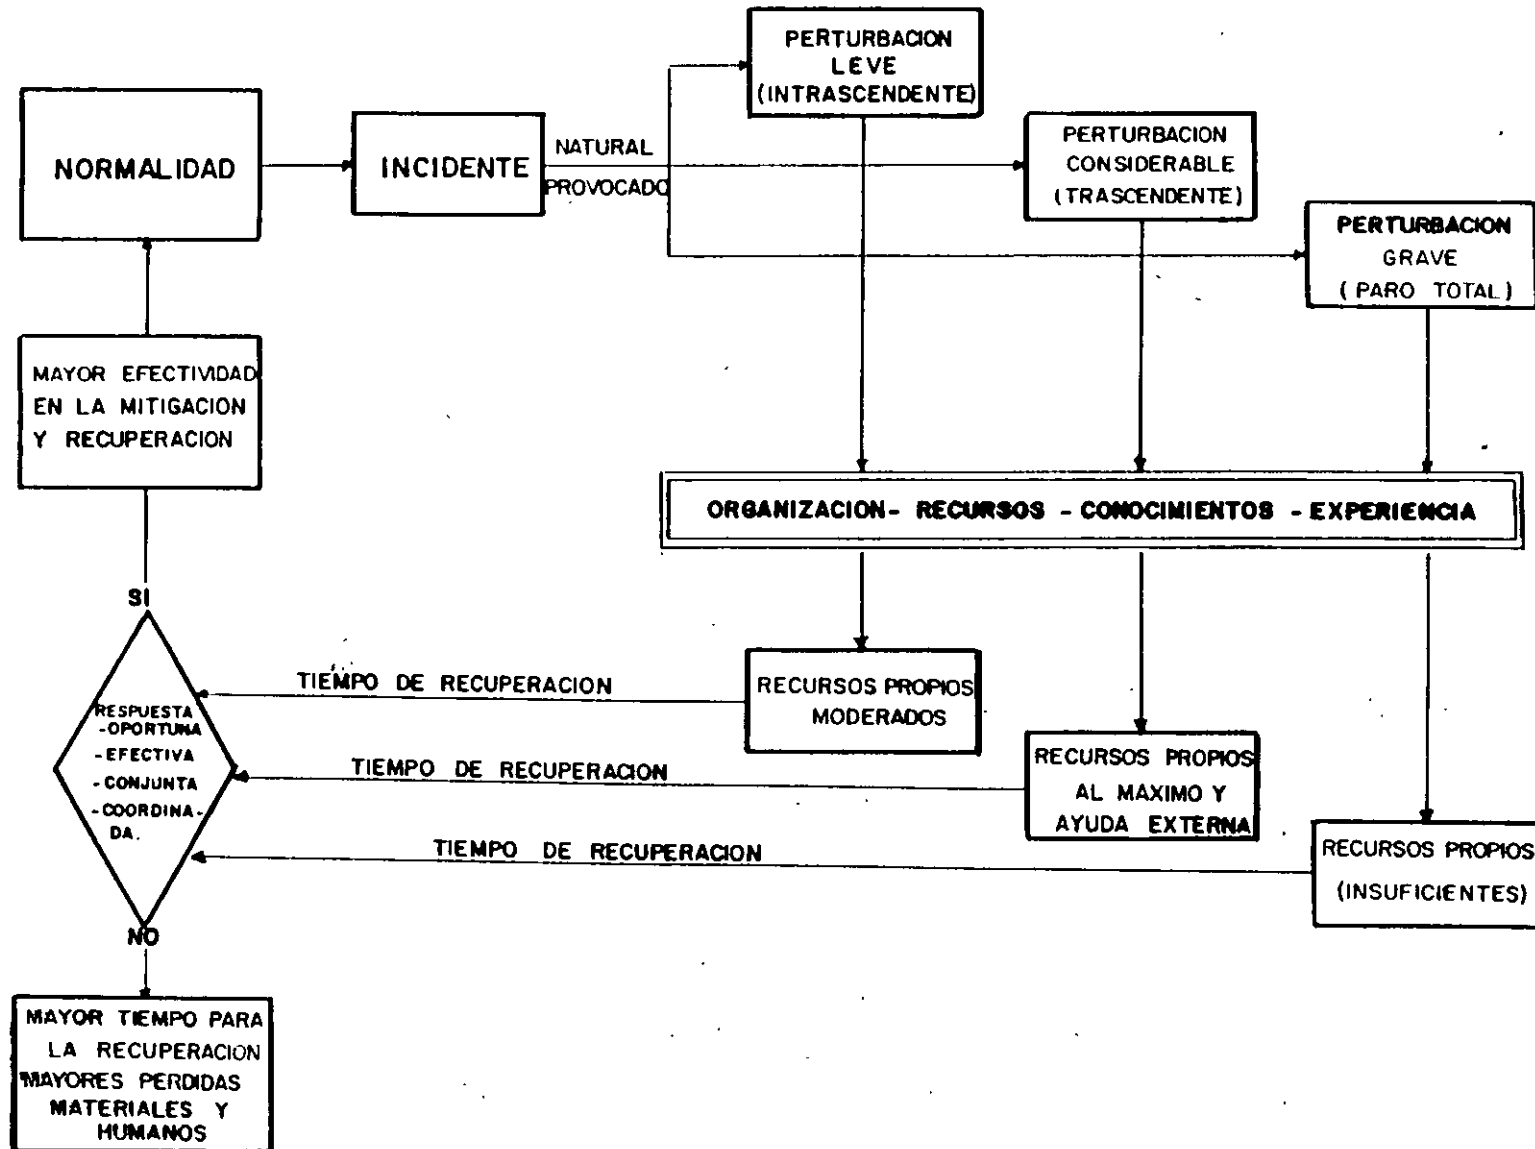 PERTURBACION
LEVE
(INTRASCENDENTE)
NORMALIDAD
INCIDENTE
NATURAL
PROVOCADO
PERTURBACION
CONSIDERABLE
(TRASCENDENTE)
PERTURBACION
GRAVE
(PARO TOTAL)
MAYOR EFECTIVIDAD
EN LA MITIGACION
Y RECUPERACION
ORGANIZACION- RECURSOS - CONOCIMIENTOS - EXPERIENCIA
SI
RESPUESTA
-OPORTUNA
-EFECTIVA
-CONJUNTA
-COORDINA-
DA.
NO
TIEMPO DE RECUPERACION
RECURSOS PROPIOS
MODERADOS
TIEMPO DE RECUPERACION
RECURSOS PROPIOS
AL MAXIMO Y
AYUDA EXTERNA
TIEMPO DE RECUPERACION
RECURSOS PROPIOS
(INSUFICIENTES)
MAYOR TIEMPO PARA
LA RECUPERACION
MAYORES PERDIDAS
MATERIALES Y
HUMANOS